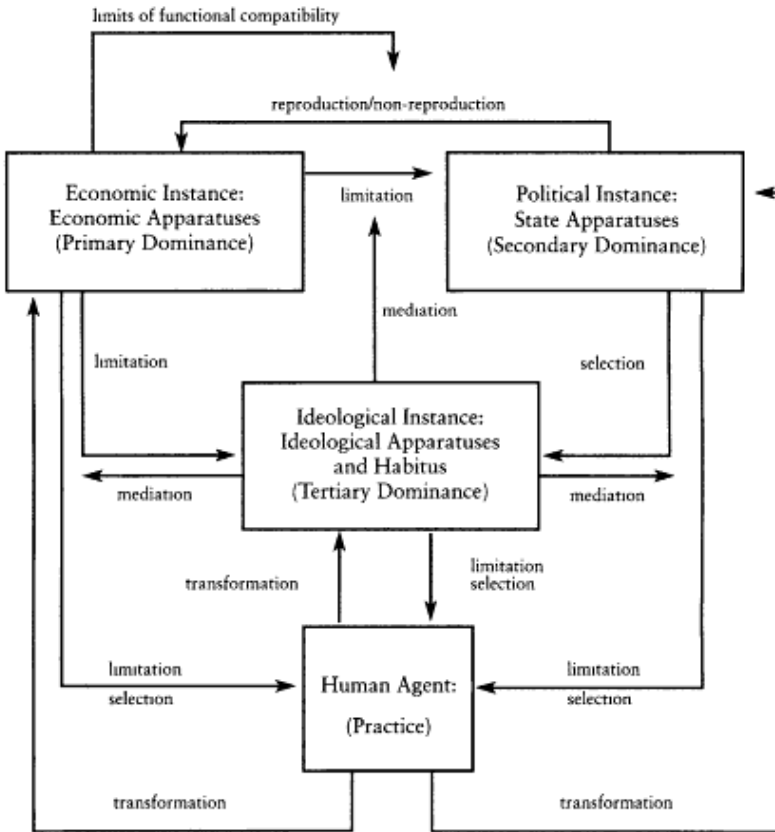 limits of functional compatibility
reproduction/non-reproduction
Economic Instance:
Economic Apparatuses
(Primary Dominance)
limitation
Political Instance:
State Apparatuses
(Secondary Dominance)
mediation
limitation
selection
Ideological Instance:
Ideological Apparatuses
and Habitus
(Tertiary Dominance)
mediation
mediation
transformation
limitation
selection
limitation
selection
Human Agent:
(Practice)
limitation
selection
transformation
transformation